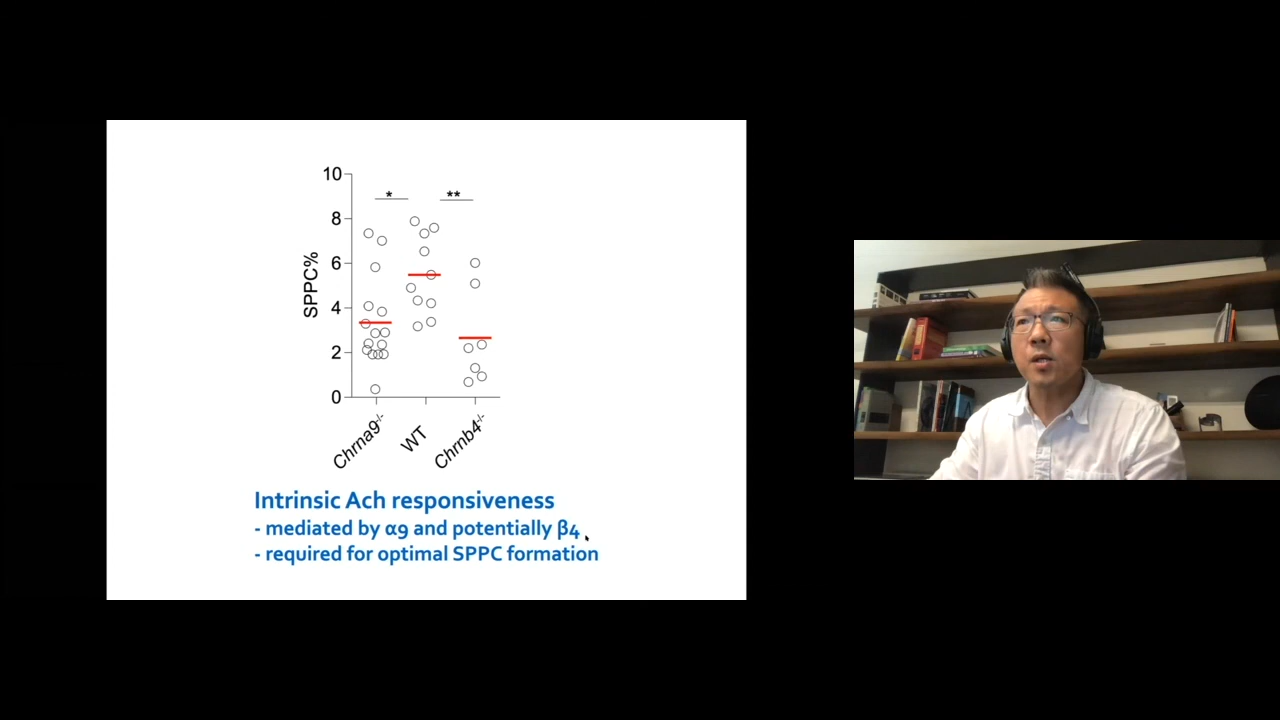 10
* **
8
6
4
2
0
SPPC%
Chrna9-/- WT Chrnb4-/-
Intrinsic Ach responsiveness
- mediated by α9 and potentially β4
- required for optimal SPPC formation